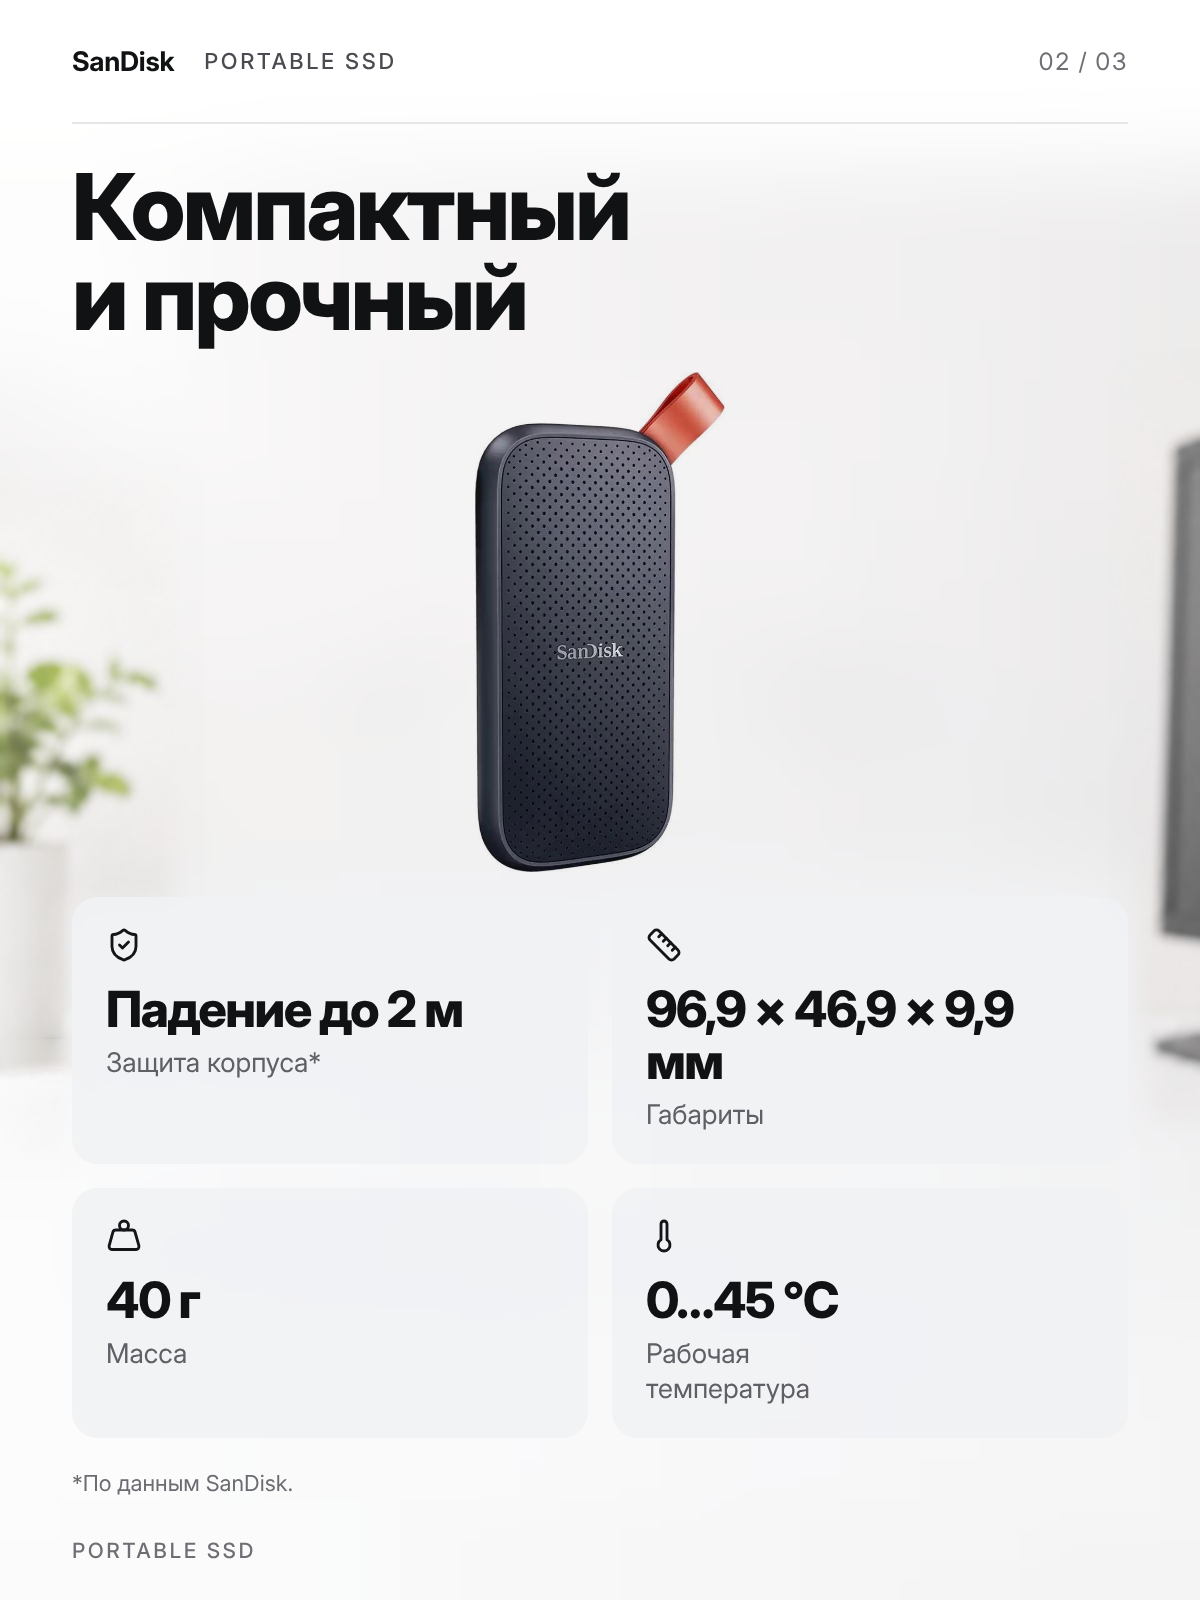 SanDisk PORTABLE SSD 02 / 03
Компактный
и прочный
SanDisk
Падение до 2 м
Защита корпуса*
96,9 × 46,9 × 9,9
мм
Габариты
40 г
Масса
0…45 °C
Рабочая
температура
*По данным SanDisk.
PORTABLE SSD